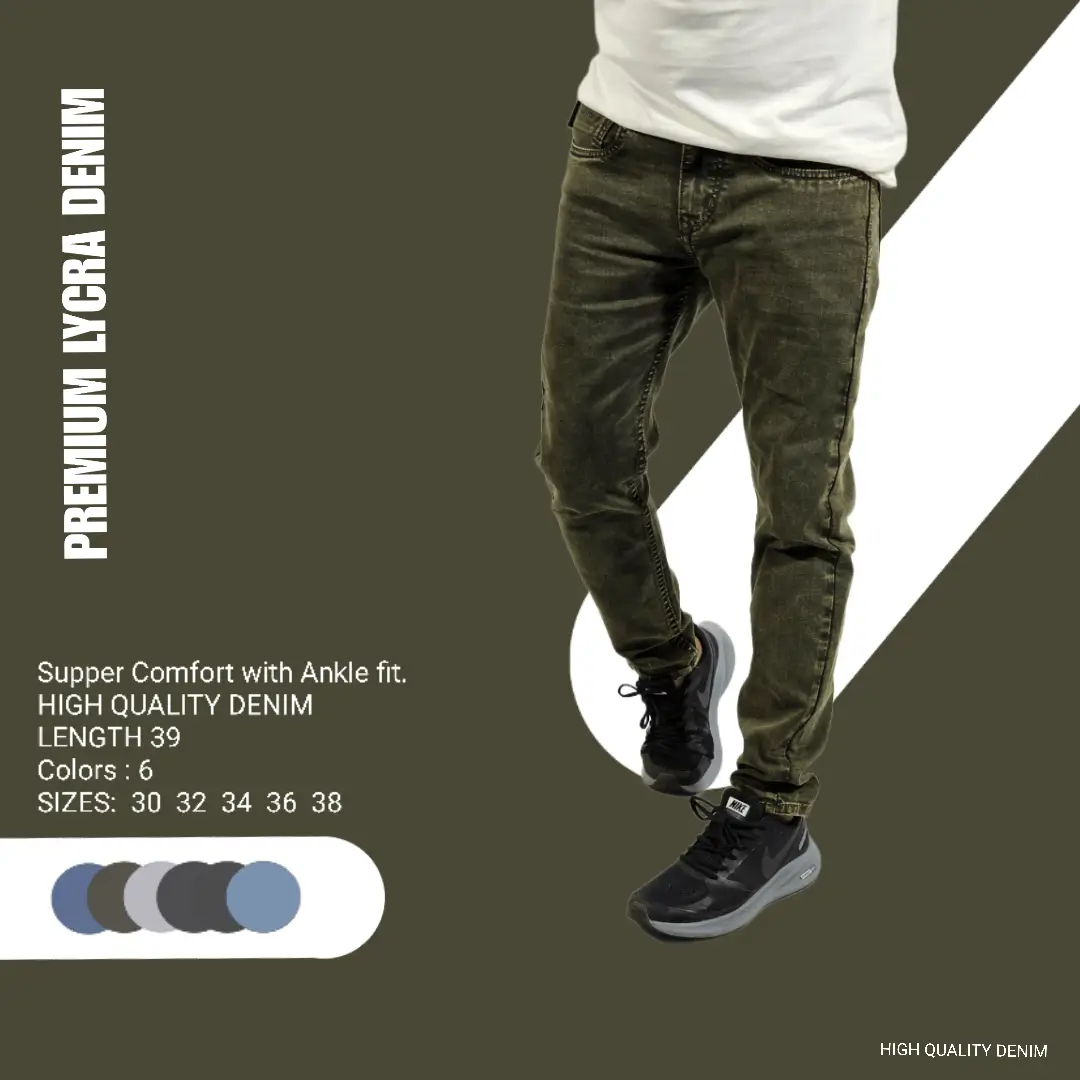 PREMIUM LYCRA DENIM
Supper Comfort with Ankle fit.
HIGH QUALITY DENIM
LENGTH 39
Colors : 6
SIZES: 30 32 34 36 38
NIKE
HIGH QUALITY DENIM